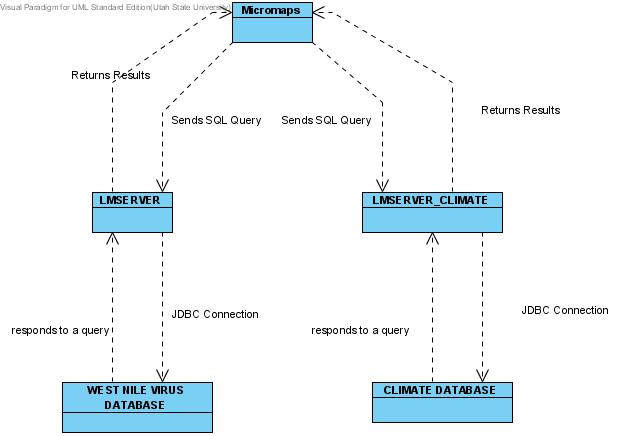 Visual Paradigm for UML Standard Edition(Utah State University)
Micromaps
Returns Results
Sends SQL Query
Sends SQL Query
Returns Results
LMSERVER
LMSERVER_CLIMATE
JDBC Connection
JDBC Connection
responds to a query
responds to a query
WEST NILE VIRUS
DATABASE
CLIMATE DATABASE